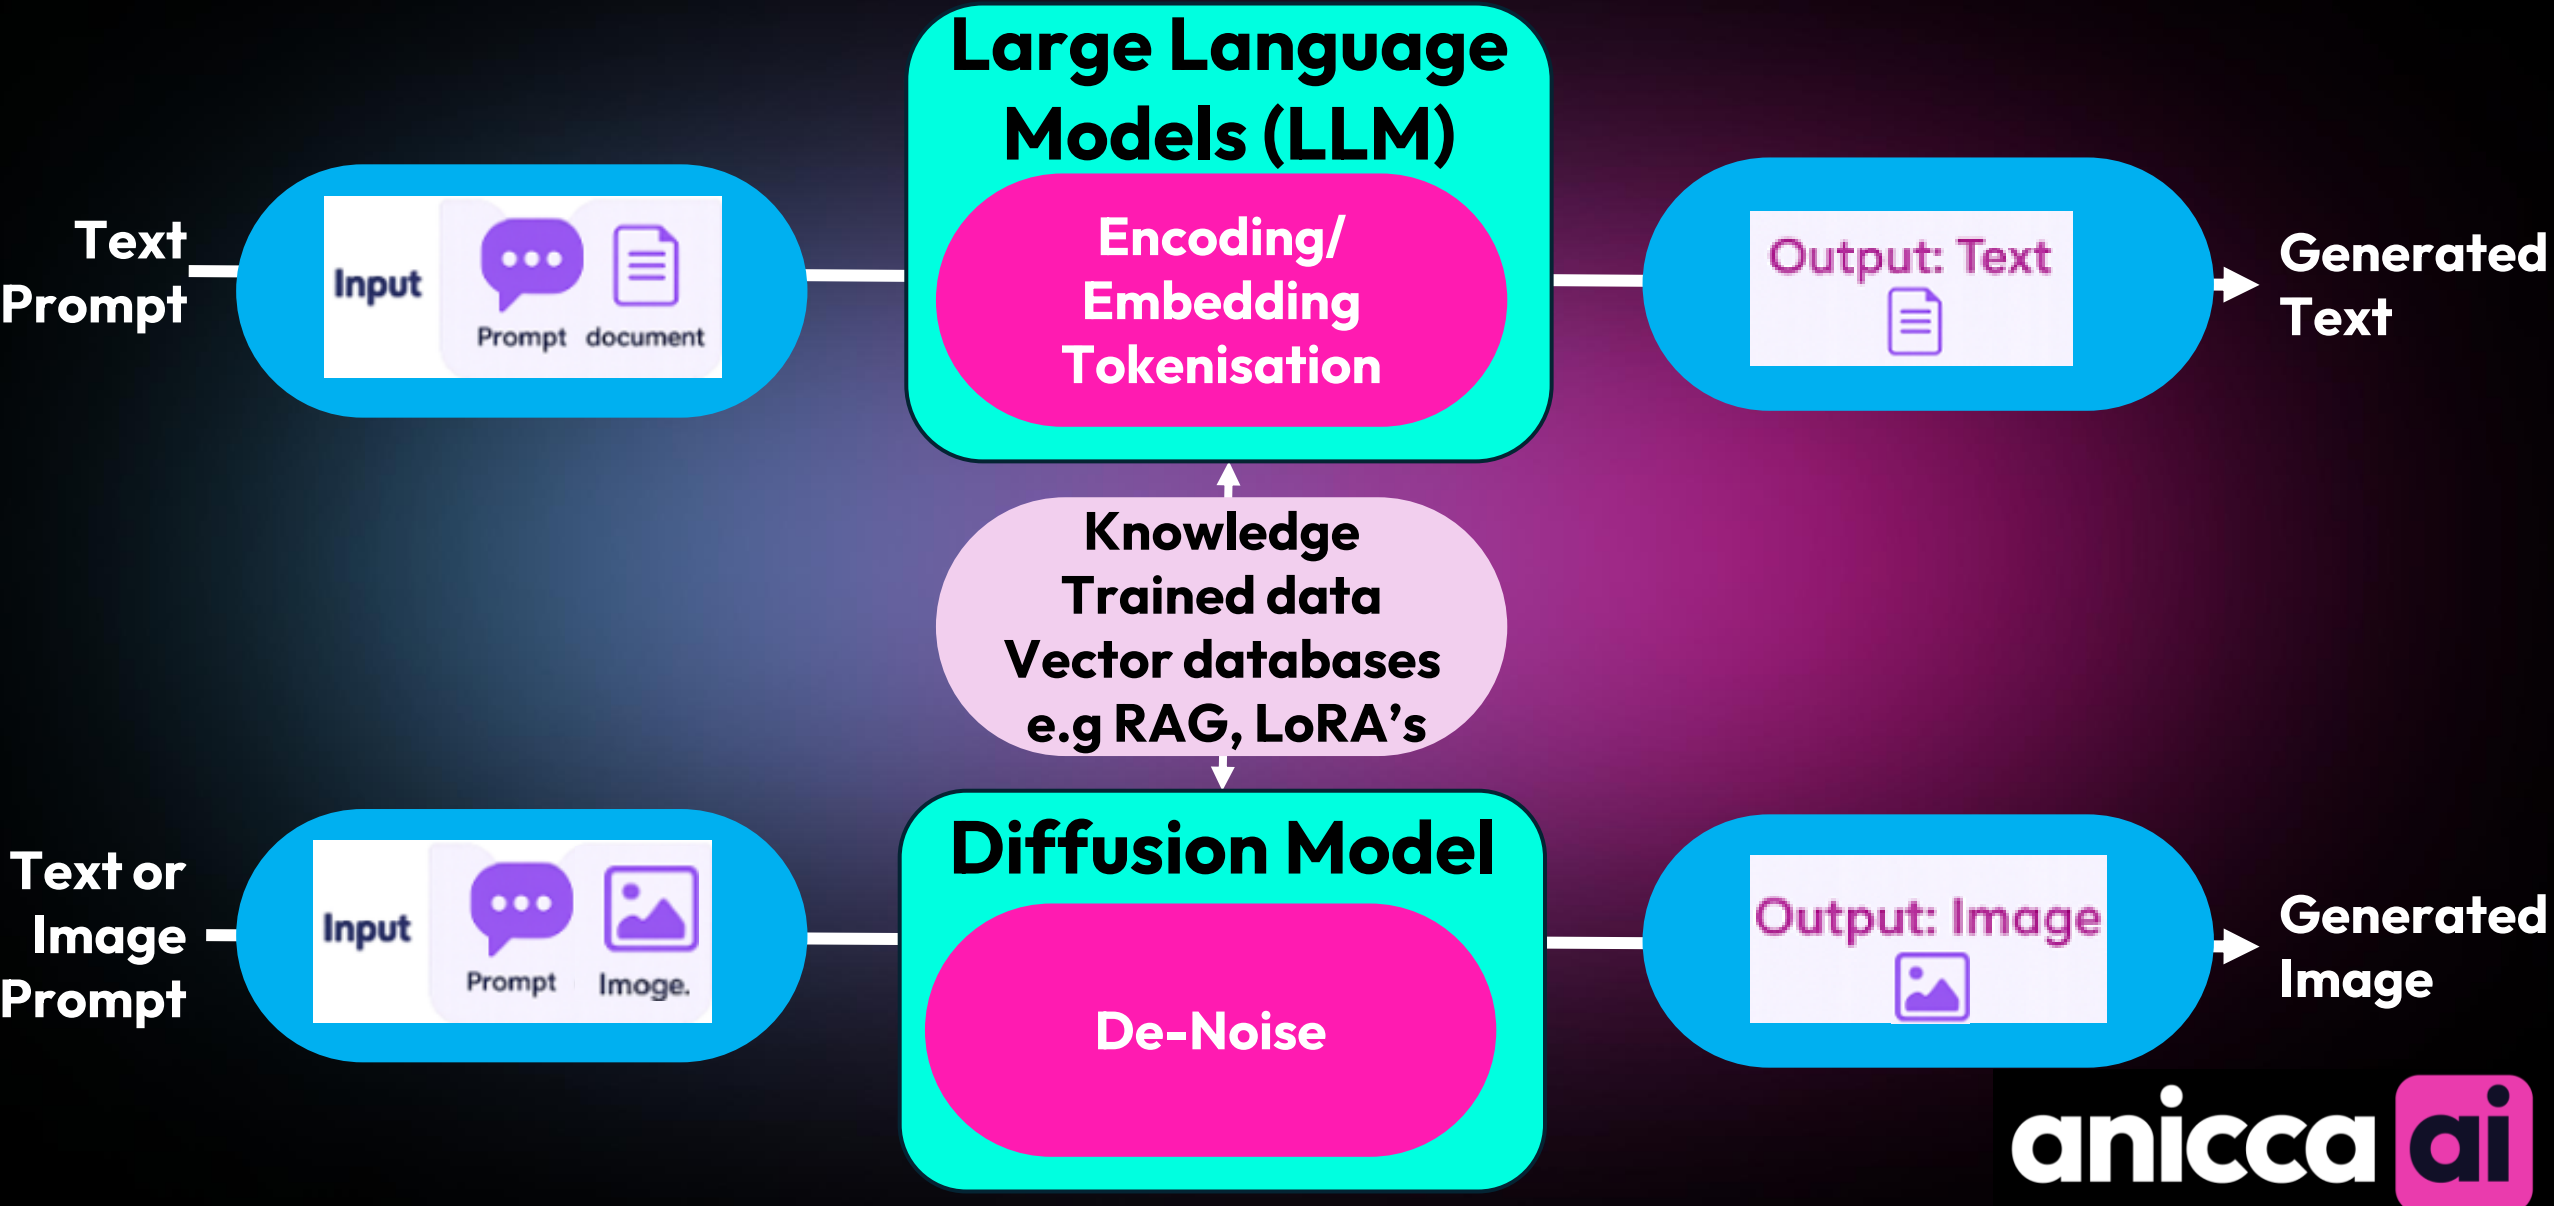 Large Language
Models (LLM)
Text
Prompt
Input
Prompt document
Encoding/
Embedding
Tokenisation
Output: Text
Generated
Text
Knowledge
Trained data
Vector databases
e.g RAG, LoRA’s
Diffusion Model
Text or
Image
Prompt
Input
Prompt Imoge.
De-Noise
Output: Image
Generated
Image
anicca ai